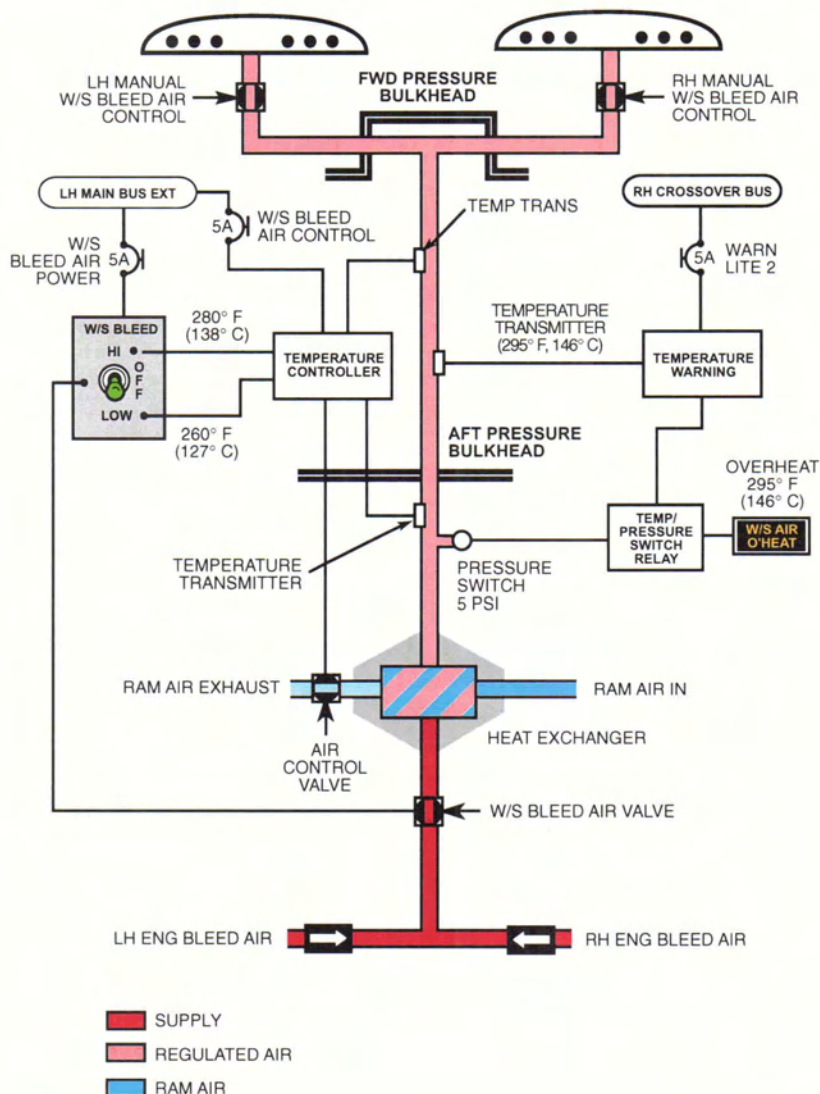 LH MANUAL
W/S BLEED AIR
CONTROL
FWD PRESSURE
BULKHEAD
RH MANUAL
W/S BLEED AIR
CONTROL
LH MAIN BUS EXT
5A
W/S BLEED
AIR CONTROL
TEMP TRANS
RH CROSSOVER BUS
W/S
BLEED AIR
POWER
5A
5A
WARN
LITE 2
W/S BLEED
HI
OFF
LOW
280° F
(138° C)
260° F
(127° C)
TEMPERATURE
CONTROLLER
TEMPERATURE
TRANSMITTER
(295° F, 146° C)
TEMPERATURE
WARNING
AFT PRESSURE
BULKHEAD
OVERHEAT
295° F
(146° C)
TEMP/
PRESSURE
SWITCH
RELAY
W/S AIR
O'HEAT
TEMPERATURE
TRANSMITTER
PRESSURE
SWITCH
5 PSI
RAM AIR EXHAUST
RAM AIR IN
AIR
CONTROL
VALVE
HEAT EXCHANGER
W/S BLEED AIR VALVE
LH ENG BLEED AIR
RH ENG BLEED AIR
SUPPLY
REGULATED AIR
RAM AIR